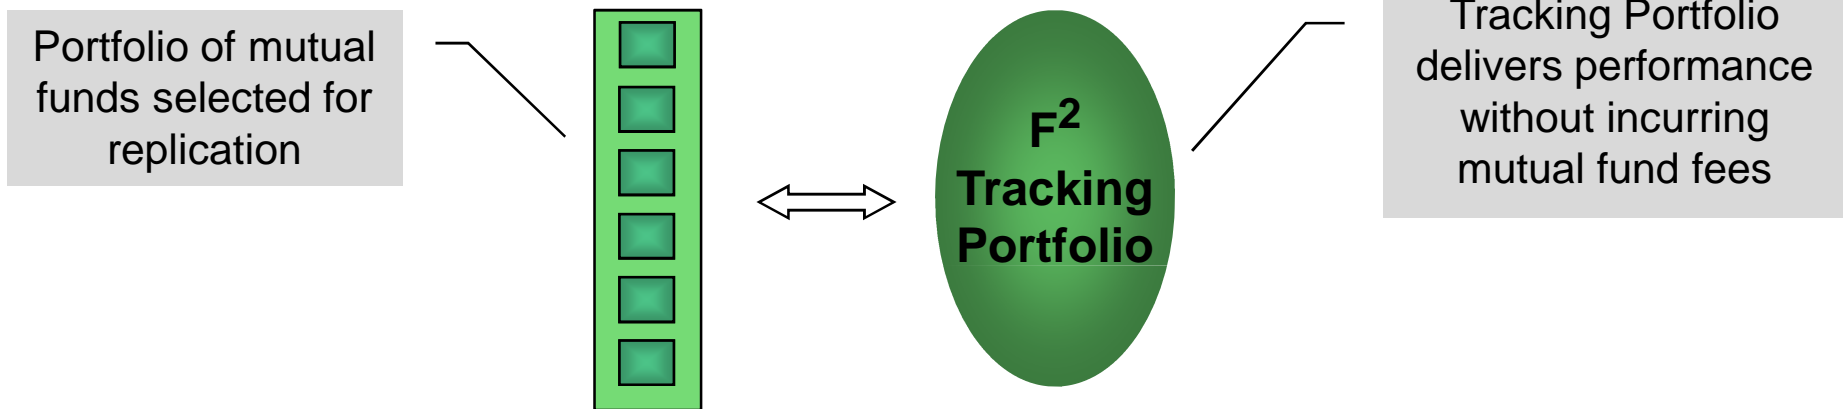 Portfolio of mutual
funds selected for
replication
F²
Tracking
Portfolio
Tracking Portfolio
delivers performance
without incurring
mutual fund fees